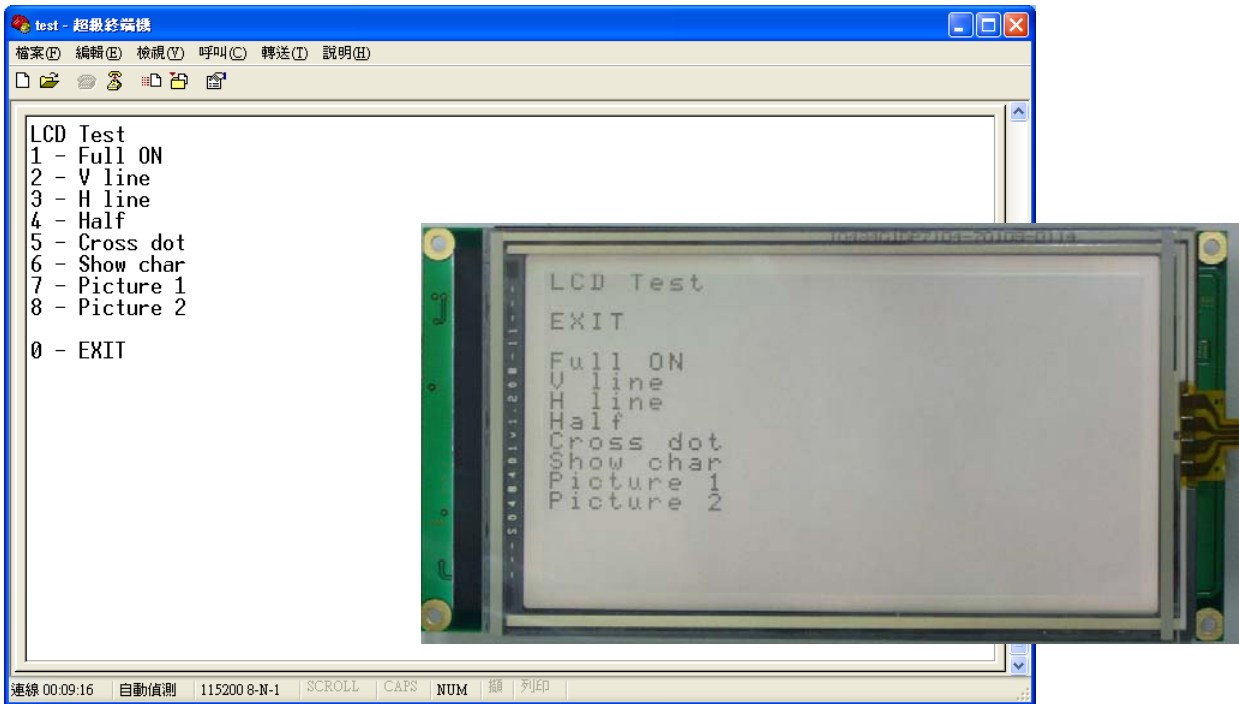 test - 超級終端機
檔案(F) 編輯(E) 檢視(V) 呼叫(C) 轉送(T) 說明(H)
LCD Test
1 - Full ON
2 - V line
3 - H line
4 - Half
5 - Cross dot
6 - Show char
7 - Picture 1
8 - Picture 2
0 - EXIT
LCD Test
EXIT
Full ON
V line
H line
Half
Cross dot
Show char
Picture 1
Picture 2
連線 00:09:16 自動偵測 115200 8-N-1 SCROLL CAPS NUM 擷 列印